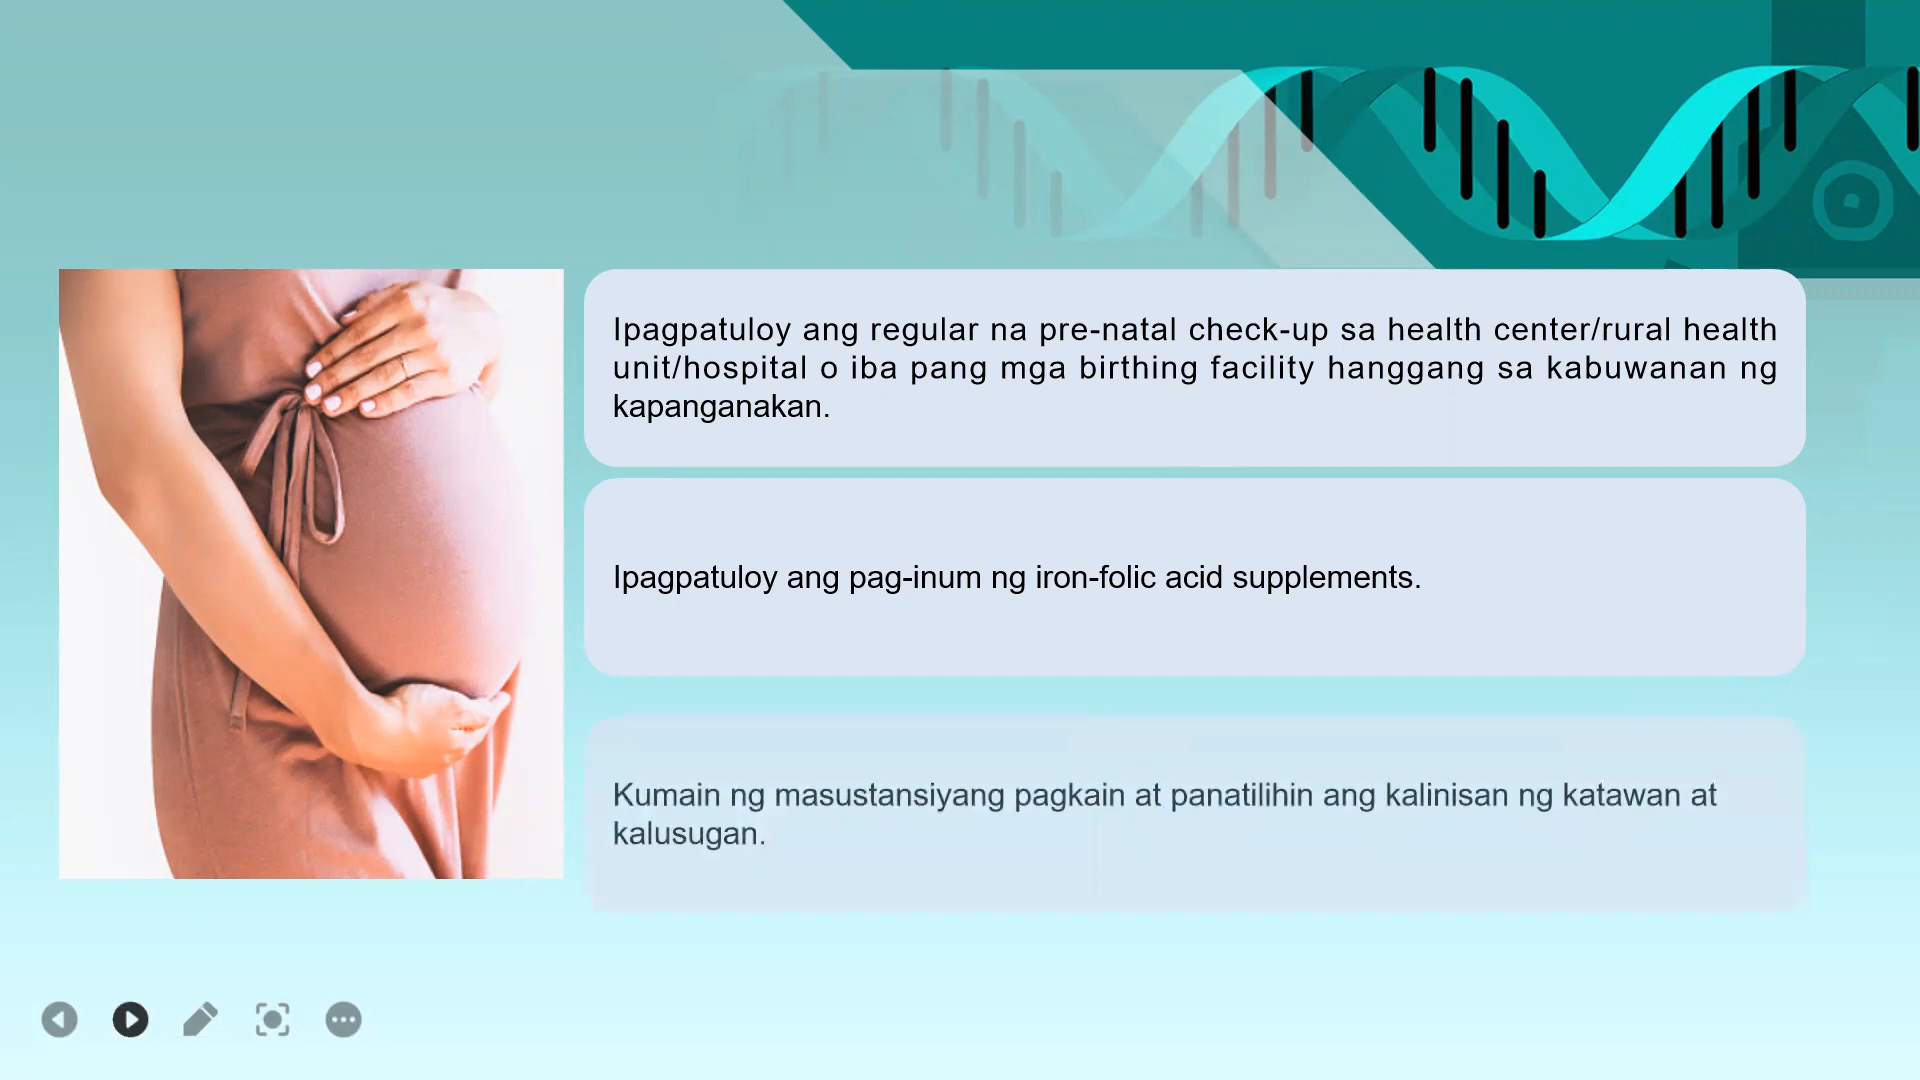 Ipagpatuloy ang regular na pre-natal check-up sa health center/rural health
unit/hospital o iba pang mga birthing facility hanggang sa kabuwanan ng
kapanganakan.
Ipagpatuloy ang pag-inum ng iron-folic acid supplements.
Kumain ng masustansiyang pagkain at panatilihin ang kalinisan ng katawan at
kalusugan.